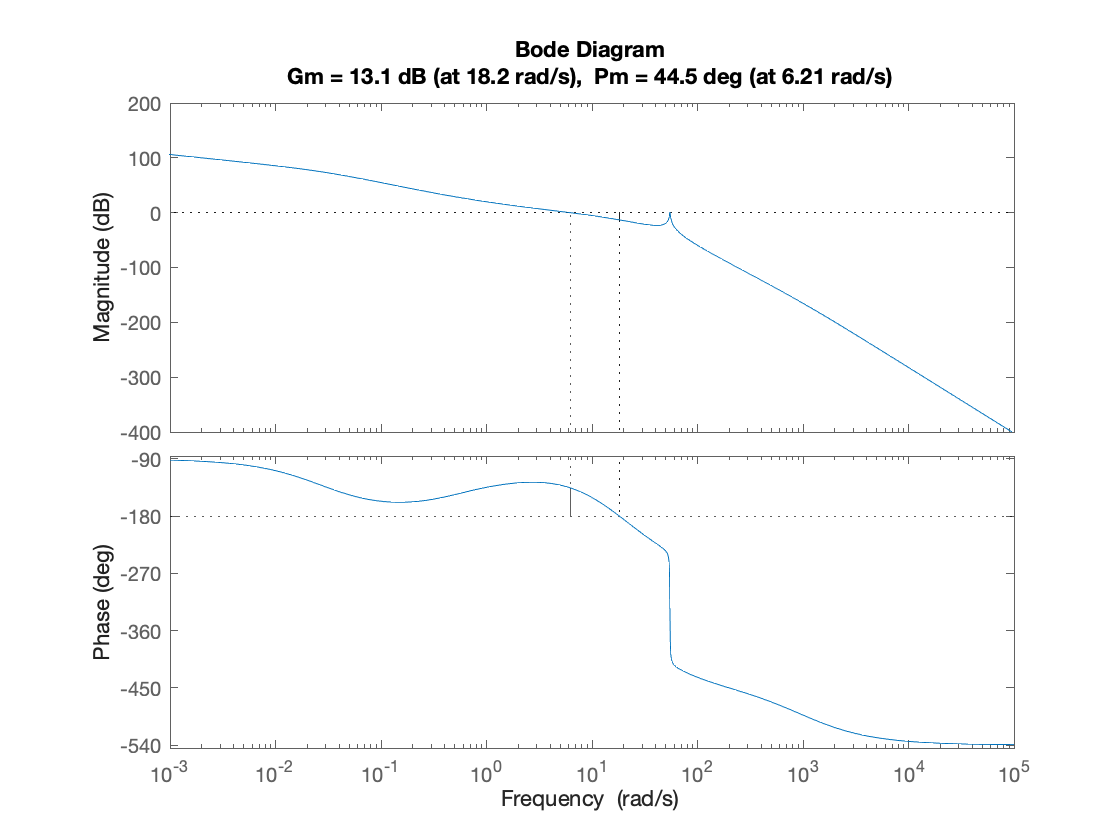 Bode Diagram
Gm = 13.1 dB (at 18.2 rad/s),  Pm = 44.5 deg (at 6.21 rad/s)
Magnitude (dB)
200
100
0
-100
-200
-300
-400
Phase (deg)
-90
-180
-270
-360
-450
-540
10^-3 10^-2 10^-1 10^0 10^1 10^2 10^3 10^4 10^5
Frequency  (rad/s)